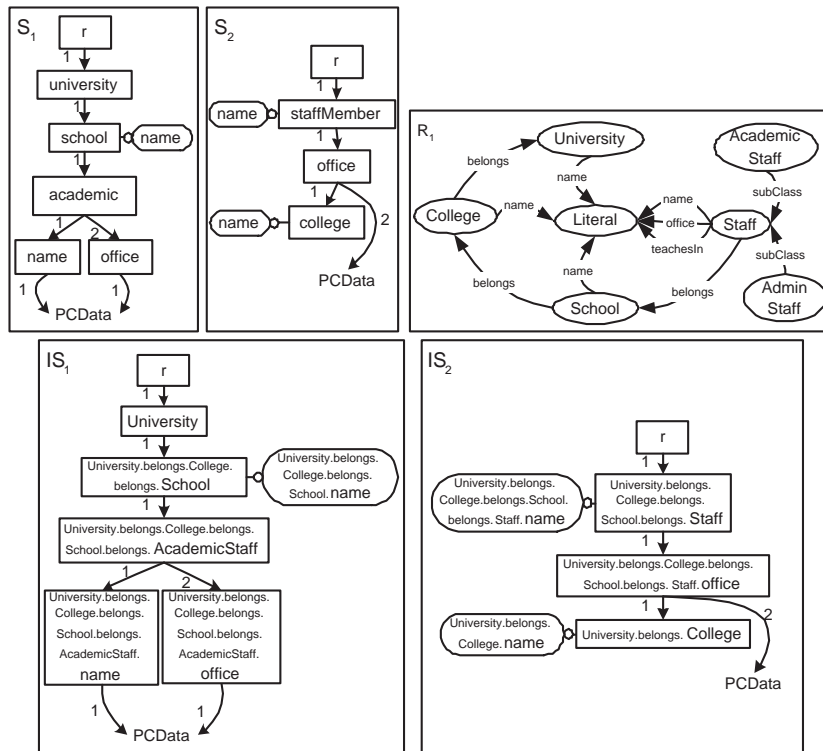 S1
r
1
university
1
school
name
1
academic
1
2
name
office
1
1
PCData
S2
r
1
name
staffMember
1
office
1
2
name
college
PCData
R1
University
Academic
Staff
belongs
name
subClass
College
name
Literal
name
office
teachesIn
Staff
name
subClass
belongs
School
belongs
Admin
Staff
IS1
r
1
University
1
University.belongs.College.
belongs. School
University.belongs.
College.belongs.
School. name
1
University.belongs.College.belongs.
School.belongs. AcademicStaff
1
2
University.belongs.
College.belongs.
School.belongs.
AcademicStaff.
name
University.belongs.
College.belongs.
School.belongs.
AcademicStaff.
office
1
1
PCData
IS2
r
1
University.belongs.
College.belongs.School.
belongs. Staff. name
University.belongs.
College.belongs.
School.belongs. Staff
1
University.belongs.College.belongs.
School.belongs. Staff. office
1
2
University.belongs.
College. name
University.belongs. College
PCData